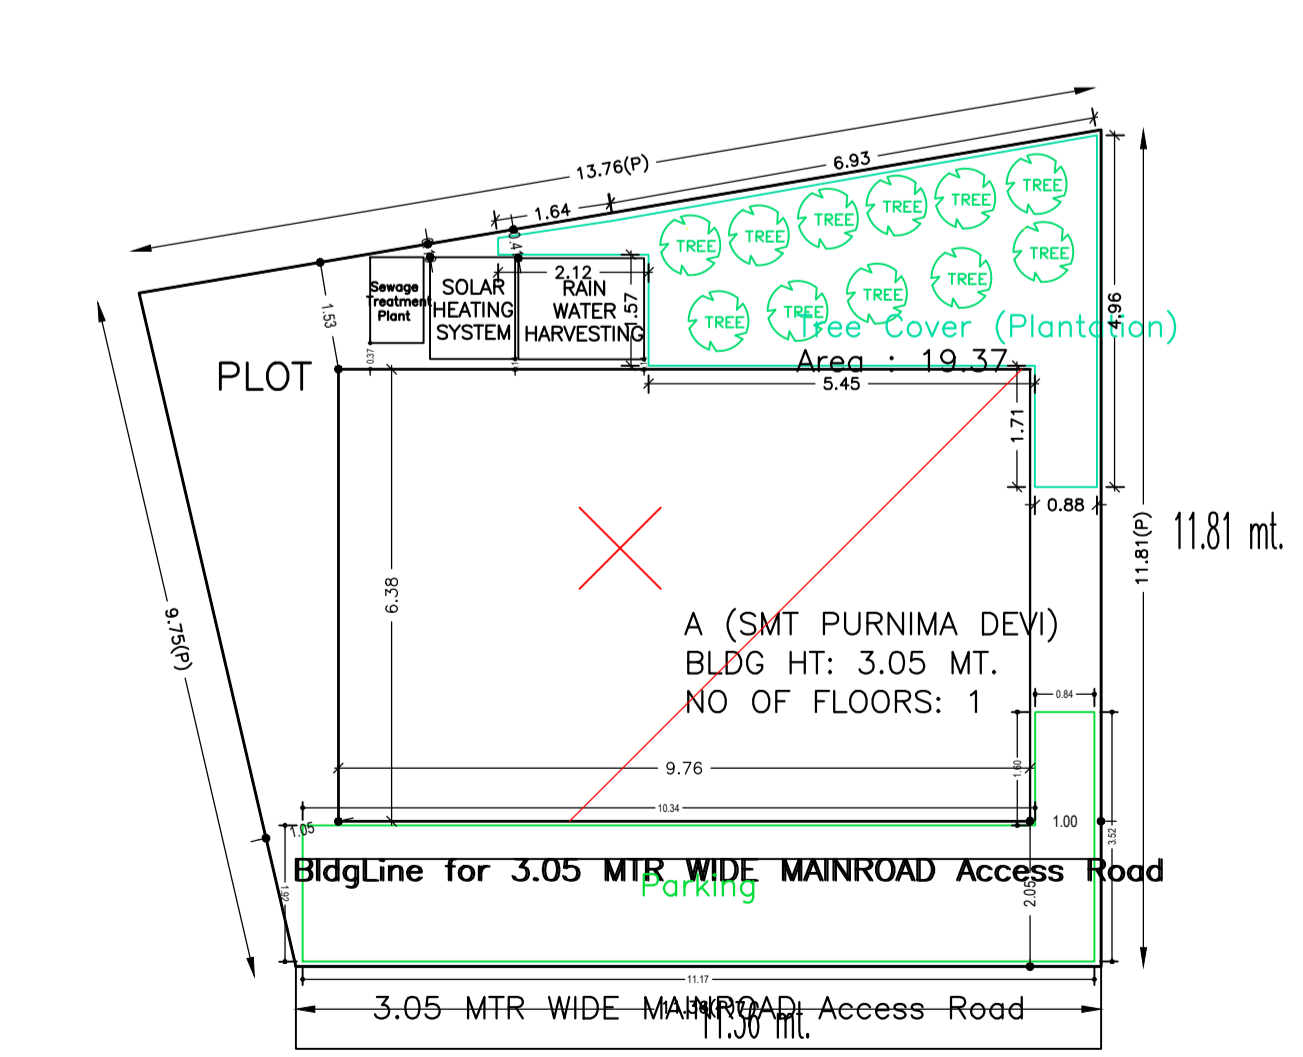 13.76(P)
6.93
1.64
TREE
TREE
TREE
TREE
TREE
TREE
TREE
TREE
TREE
TREE
TREE
TREE
2.12
Sewage
Treatment
Plant
SOLAR
HEATING
SYSTEM
RAIN
WATER
HARVESTING
1.57
1.53
0.37
Tree Cover (Plantation)
Area : 19.37
4.96
PLOT
5.45
1.71
0.88
11.81(P)
11.81 mt.
6.38
9.75(P)
A (SMT PURNIMA DEVI)
BLDG HT: 3.05 MT.
NO OF FLOORS: 1
0.84
1.60
9.76
10.34
1.05
1.00
3.52
BldgLine for 3.05 MTR WIDE MAINROAD Access Road
Parking
1.92
2.05
11.17
3.05 MTR WIDE MAINROAD Access Road